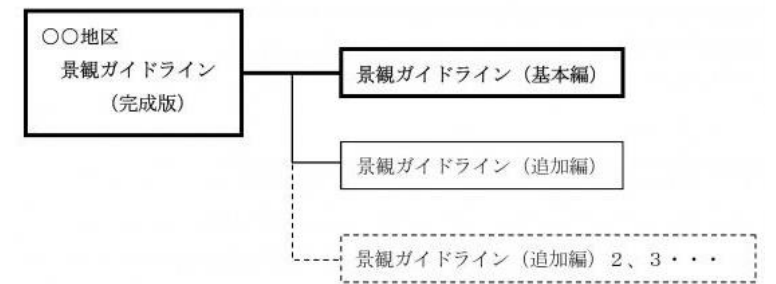 〇〇地区
景観ガイドライン
(完成版)
景観ガイドライン（基本編）
景観ガイドライン（追加編）
景観ガイドライン（追加編）２、３・・・